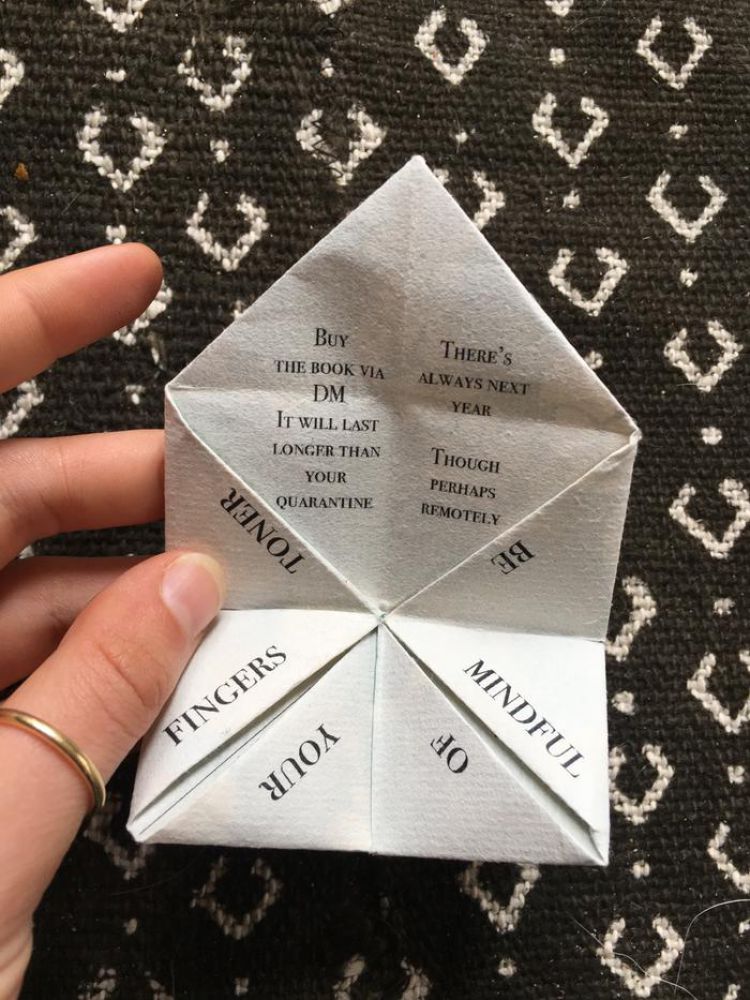 BUY
THE BOOK VIA
DM
IT WILL LAST
LONGER THAN
YOUR
QUARANTINE
THERE'S
ALWAYS NEXT
YEAR
THOUGH
PERHAPS
REMOTELY
TONER
BE
FINGERS
MINDFUL
YOUR
OF